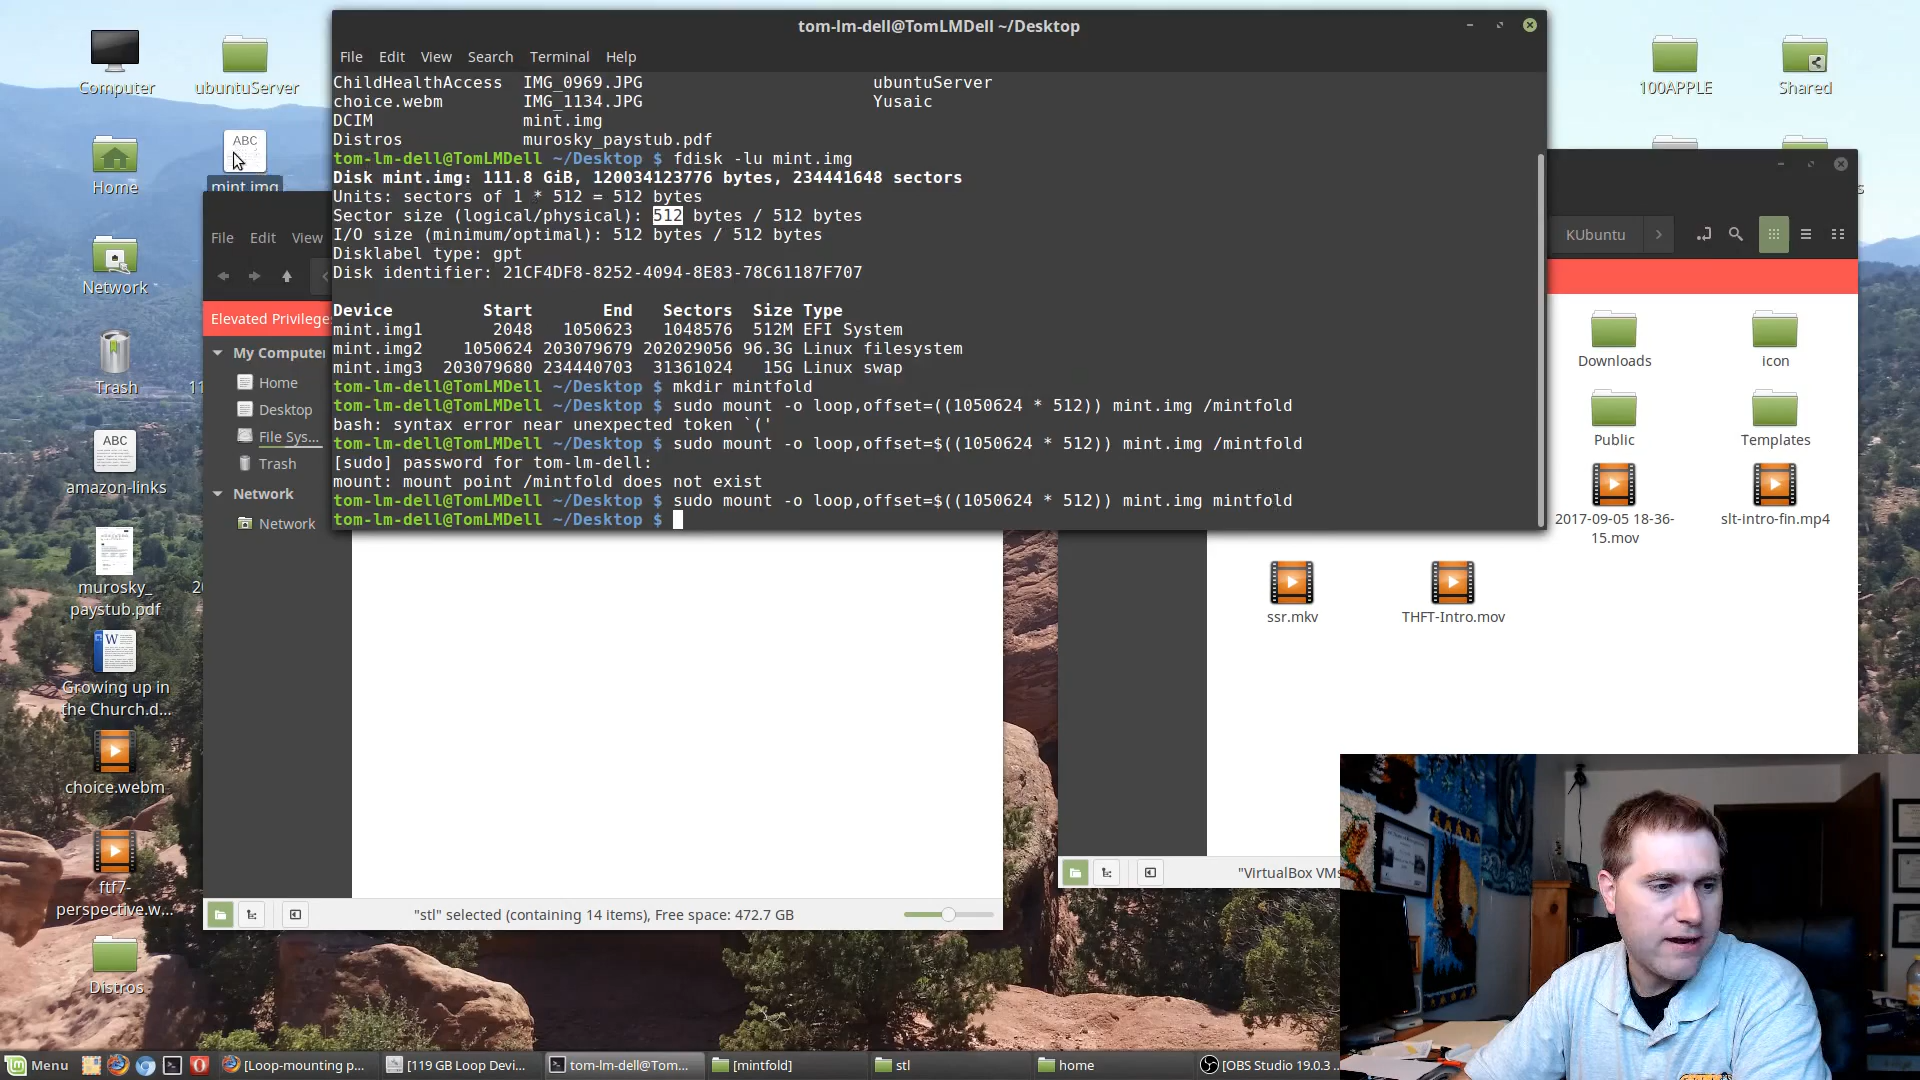 Computer
ubuntuServer
ABC
mint.img
Home
Network
Trash
ABC
amazon-links
murosky_
paystub.pdf
W
Growing up in
the Church.d...
choice.webm
ftf7-
perspective.w...
Distros
100APPLE
Shared
tom-lm-dell@TomLMDell ~/Desktop
File Edit View Search Terminal Help
ChildHealthAccess IMG_0969.JPG ubuntuServer
choice.webm IMG_1134.JPG Yusaic
DCIM mint.img
Distros murosky_paystub.pdf
tom-lm-dell@TomLMDell ~/Desktop $ fdisk -lu mint.img
Disk mint.img: 111.8 GiB, 120034123776 bytes, 234441648 sectors
Units: sectors of 1 * 512 = 512 bytes
Sector size (logical/physical): 512 bytes / 512 bytes
I/O size (minimum/optimal): 512 bytes / 512 bytes
Disklabel type: gpt
Disk identifier: 21CF4DF8-8252-4094-8E83-78C61187F707
Device Start End Sectors Size Type
mint.img1 2048 1050623 1048576 512M EFI System
mint.img2 1050624 203079679 202029056 96.3G Linux filesystem
mint.img3 203079680 234440703 31361024 15G Linux swap
tom-lm-dell@TomLMDell ~/Desktop $ mkdir mintfold
tom-lm-dell@TomLMDell ~/Desktop $ sudo mount -o loop,offset=((1050624 * 512)) mint.img /mintfold
bash: syntax error near unexpected token `('
tom-lm-dell@TomLMDell ~/Desktop $ sudo mount -o loop,offset=$((1050624 * 512)) mint.img /mintfold
[sudo] password for tom-lm-dell:
mount: mount point /mintfold does not exist
tom-lm-dell@TomLMDell ~/Desktop $ sudo mount -o loop,offset=$((1050624 * 512)) mint.img mintfold
tom-lm-dell@TomLMDell ~/Desktop $
File Edit View
Elevated Privilege
My Computer
Home
Desktop
File Sys...
Trash
Network
Network
"stl" selected (containing 14 items), Free space: 472.7 GB
KUbuntu
Downloads
icon
Public
Templates
2017-09-05 18-36-
15.mov
slt-intro-fin.mp4
ssr.mkv
THFT-Intro.mov
"VirtualBox VMs
Menu
[Loop-mounting p...
[119 GB Loop Devi...
tom-lm-dell@Tom...
[mintfold]
stl
home
[OBS Studio 19.0.3 ...